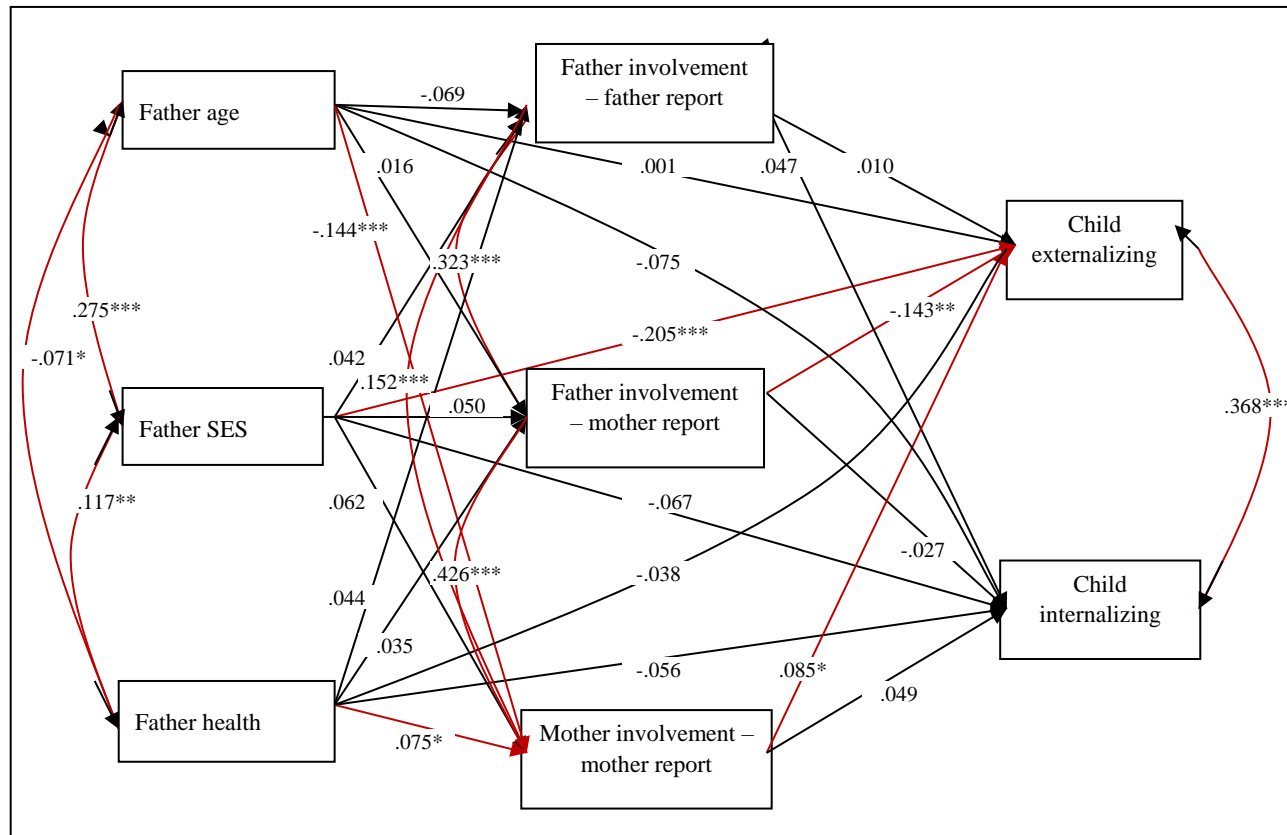 Father involvement
– father report
Father age
-.069
.016
.001
.047
.010
Child
externalizing
-.144***
.323***
-.075
.275***
-.071*
-.205***
-.143**
.042
.152***
Father involvement
– mother report
.050
Father SES
.368***
.117**
.062
-.067
-.027
.426***
-.038
Child
internalizing
.044
.035
-.056
.085*
.049
Father health
.075*
Mother involvement –
mother report